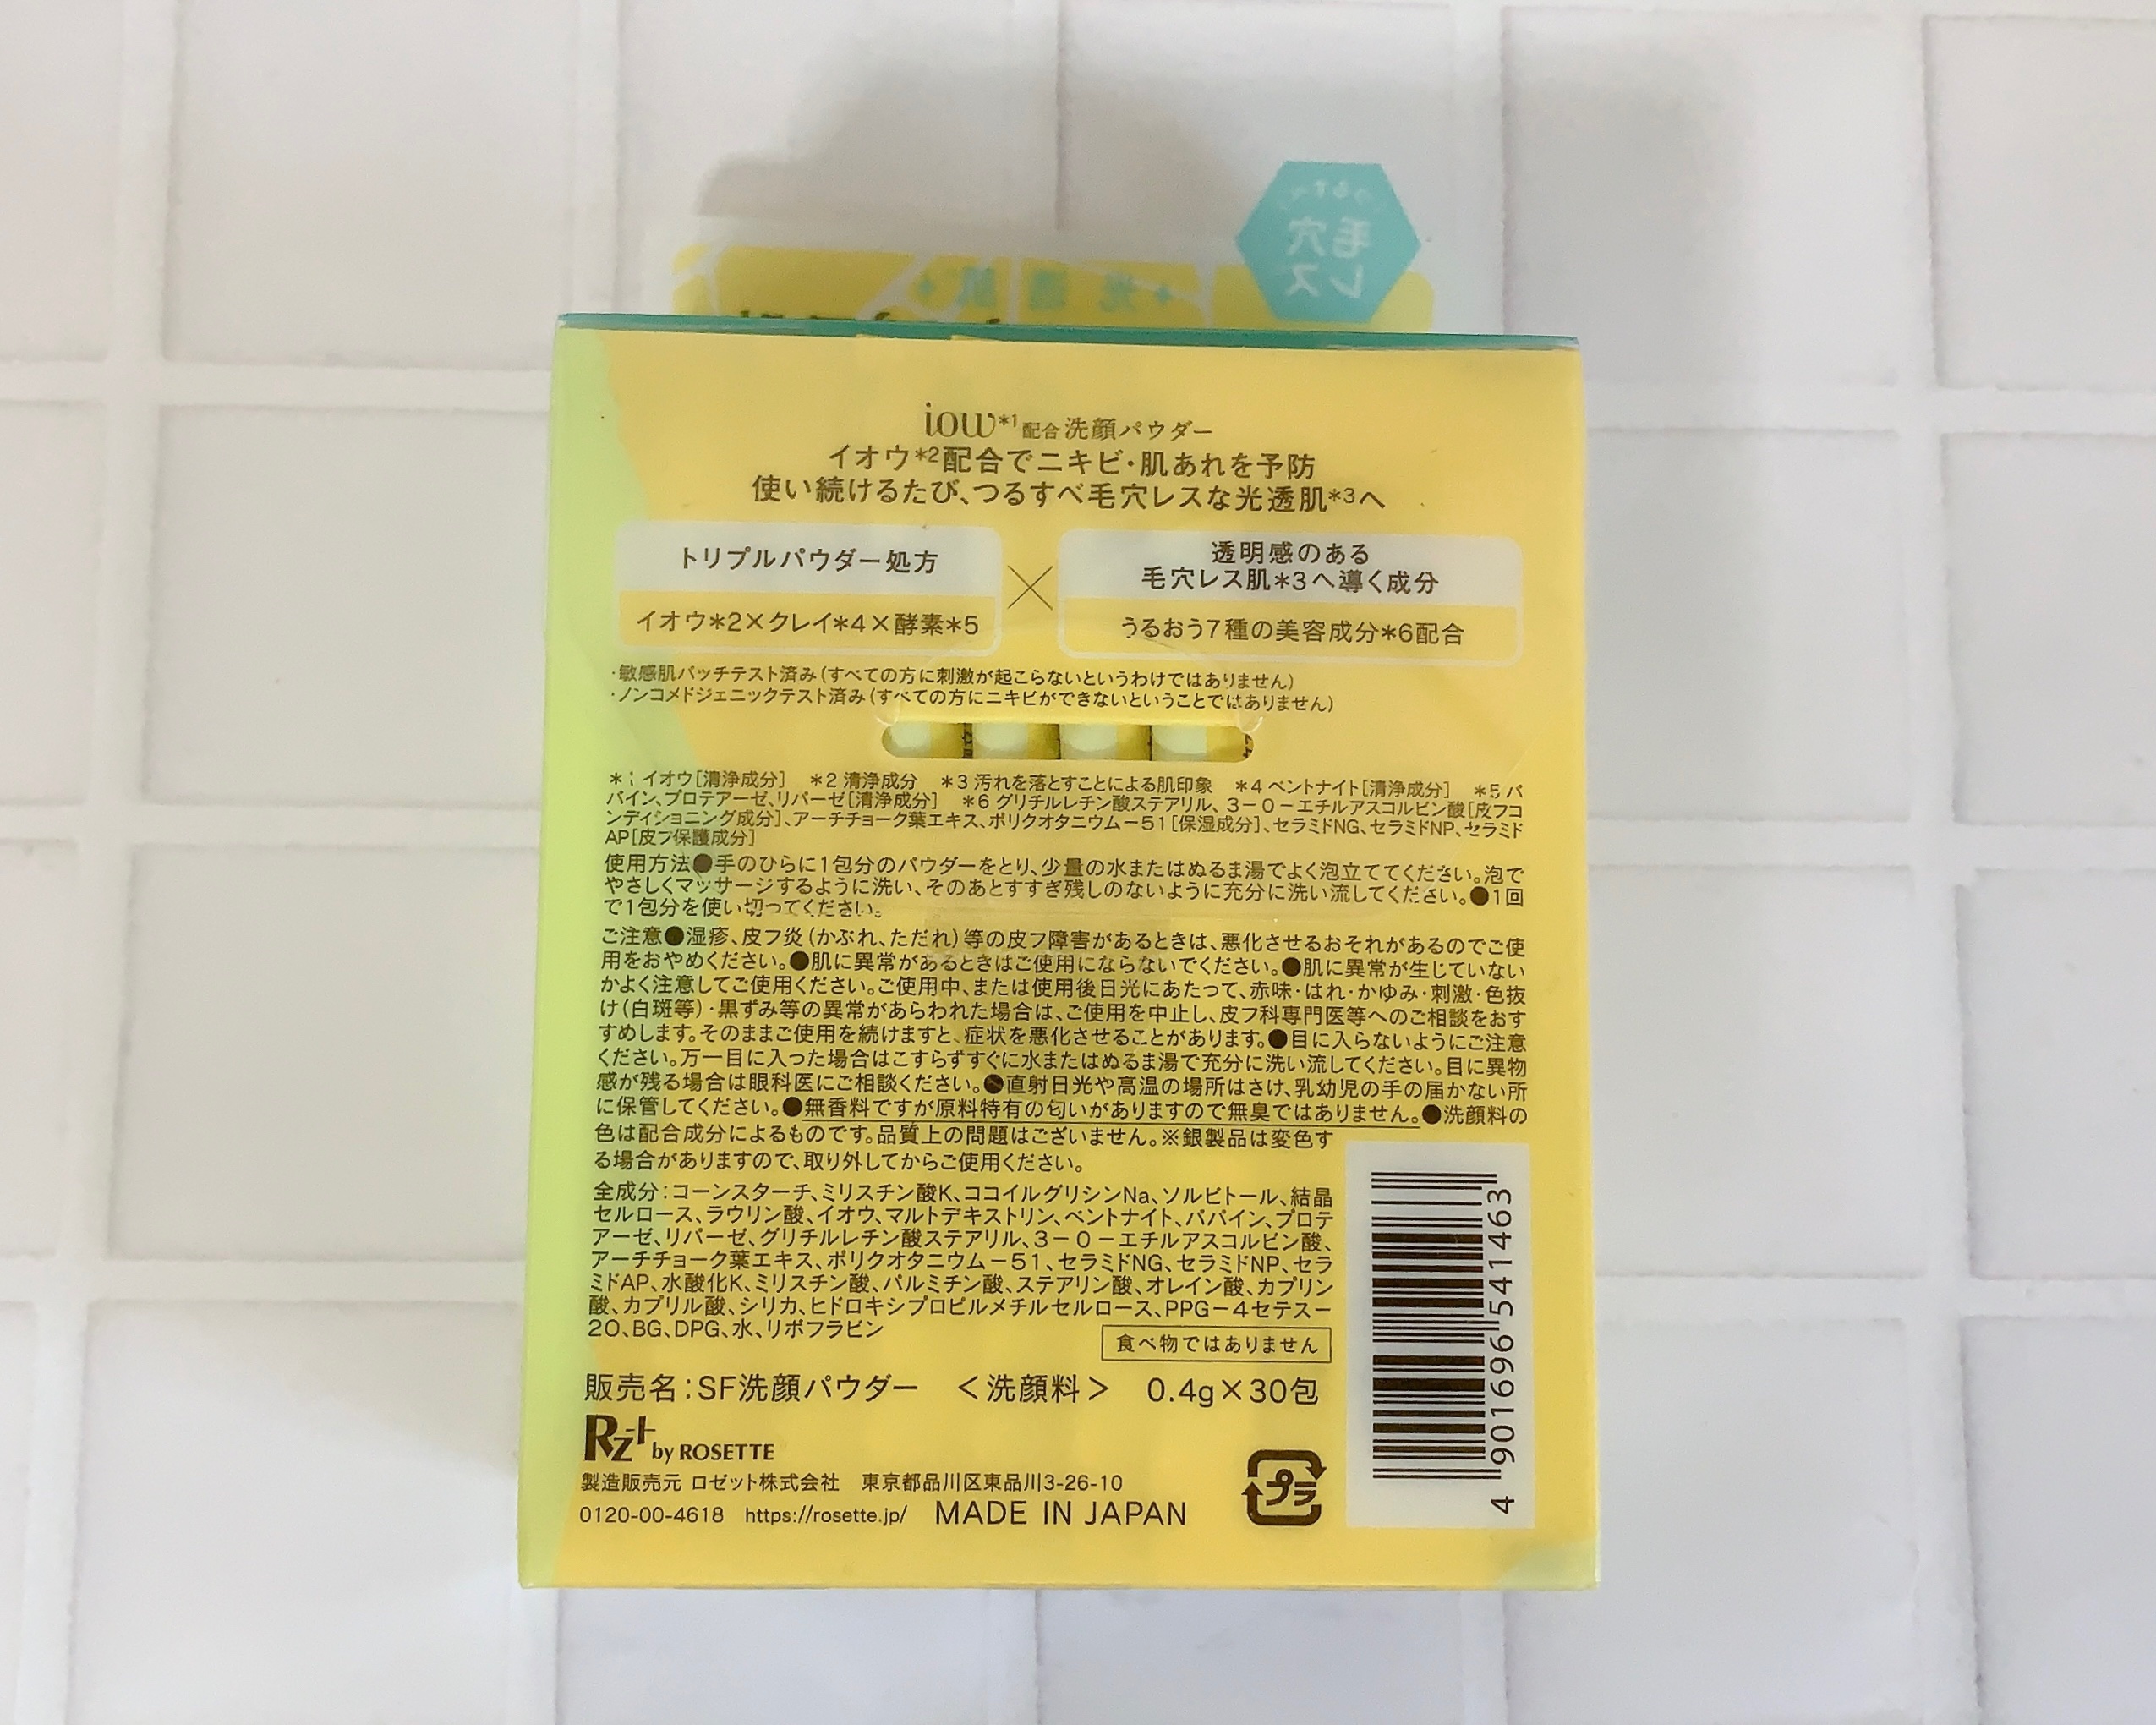 つるすべ
毛穴
レス
✦光透肌✦
iow*1配合洗顔パウダー
イオウ*2配合でニキビ・肌あれを予防
使い続けるたび、つるすべ毛穴レスな光透肌*3へ
トリプルパウダー処方
イオウ*2×クレイ*4×酵素*5
×
透明感のある
毛穴レス肌*3へ導く成分
うるおう7種の美容成分*6配合
・敏感肌パッチテスト済み(すべての方に刺激が起こらないというわけではありません)
・ノンコメドジェニックテスト済み(すべての方にニキビができないということではありません)
*1 イオウ[清浄成分] *2 清浄成分 *3 汚れを落とすことによる肌印象 *4 ベントナイト[清浄成分] *5 パ
パイン、プロテアーゼ、リパーゼ[清浄成分] *6 グリチルレチン酸ステアリル、3－O－エチルアスコルビン酸[皮フコ
ンディショニング成分]、アーチチョーク葉エキス、ポリクオタニウム－51[保湿成分]、セラミドNG、セラミドNP、セラミド
AP[皮フ保護成分]
使用方法●手のひらに1包分のパウダーをとり、少量の水またはぬるま湯でよく泡立ててください。泡で
やさしくマッサージするように洗い、そのあとすすぎ残しのないように充分に洗い流してください。●1回
で1包分を使い切ってください。
ご注意●湿疹、皮フ炎(かぶれ、ただれ)等の皮フ障害があるときは、悪化させるおそれがあるのでご使
用をおやめください。●肌に異常があるときはご使用にならないでください。●肌に異常が生じていない
かよく注意してご使用ください。ご使用中、または使用後日光にあたって、赤味・はれ・かゆみ・刺激・色抜
け(白斑等)・黒ずみ等の異常があらわれた場合は、ご使用を中止し、皮フ科専門医等へのご相談をおす
すめします。そのままご使用を続けますと、症状を悪化させることがあります。●目に入らないようにご注意
ください。万一目に入った場合はこすらずすぐに水またはぬるま湯で充分に洗い流してください。目に異物
感が残る場合は眼科医にご相談ください。●直射日光や高温の場所はさけ、乳幼児の手の届かない所
に保管してください。●無香料ですが原料特有の匂いがありますので無臭ではありません。●洗顔料の
色は配合成分によるものです。品質上の問題はございません。※銀製品は変色す
る場合がありますので、取り外してからご使用ください。
全成分：コーンスターチ、ミリスチン酸K、ココイルグリシンNa、ソルビトール、結晶
セルロース、ラウリン酸、イオウ、マルトデキストリン、ベントナイト、パパイン、プロテ
アーゼ、リパーゼ、グリチルレチン酸ステアリル、3－O－エチルアスコルビン酸、
アーチチョーク葉エキス、ポリクオタニウム－51、セラミドNG、セラミドNP、セラ
ミドAP、水酸化K、ミリスチン酸、パルミチン酸、ステアリン酸、オレイン酸、カプリン
酸、カプリル酸、シリカ、ヒドロキシプロピルメチルセルロース、PPG－4セテス－
20、BG、DPG、水、リボフラビン
食べ物ではありません
販売名：SF洗顔パウダー ＜洗顔料＞ 0.4g×30包
Rz+ by ROSETTE
製造販売元 ロゼット株式会社 東京都品川区東品川3-26-10
0120-00-4618 https://rosette.jp/ MADE IN JAPAN
プラ
4 901696 541463